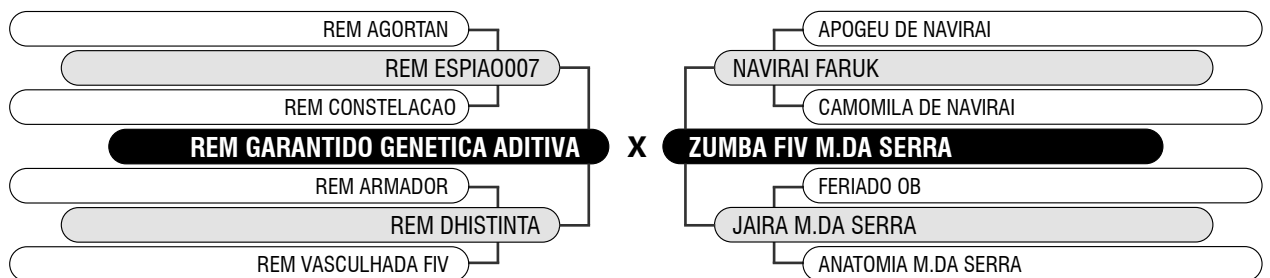 REM AGORTAN
APOGEU DE NAVIRAI
REM ESPIAO007
NAVIRAI FARUK
REM CONSTELACAO
CAMOMILA DE NAVIRAI
REM GARANTIDO GENETICA ADITIVA X ZUMBA FIV M.DA SERRA
REM ARMADOR
FERIADO OB
REM DHISTINTA
JAIRA M.DA SERRA
REM VASCULHADA FIV
ANATOMIA M.DA SERRA